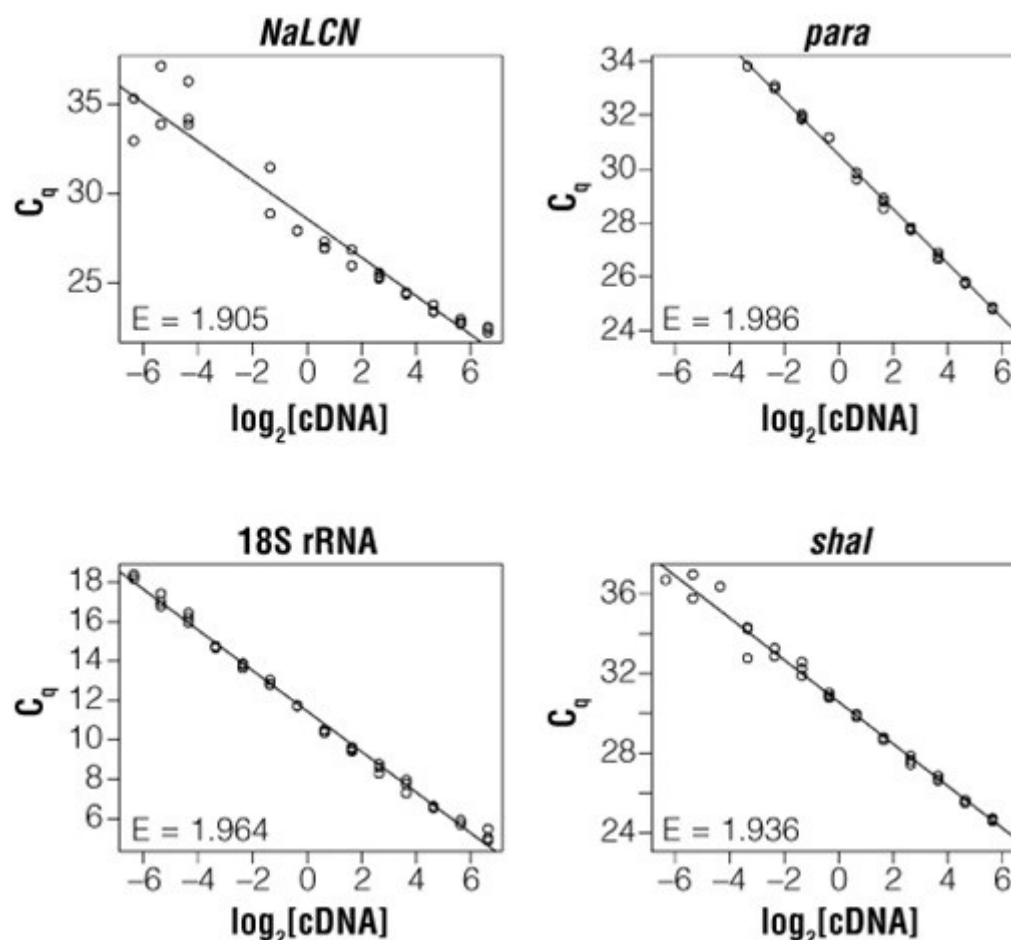 NaLCN
35
30
25
C_q
E = 1.905
−6 −4 −2 0 2 4 6
log₂[cDNA]
para
34
32
30
28
26
24
C_q
E = 1.986
−6 −4 −2 0 2 4 6
log₂[cDNA]
18S rRNA
18
16
14
12
10
8
6
C_q
E = 1.964
−6 −4 −2 0 2 4 6
log₂[cDNA]
shal
36
32
28
24
C_q
E = 1.936
−6 −4 −2 0 2 4 6
log₂[cDNA]